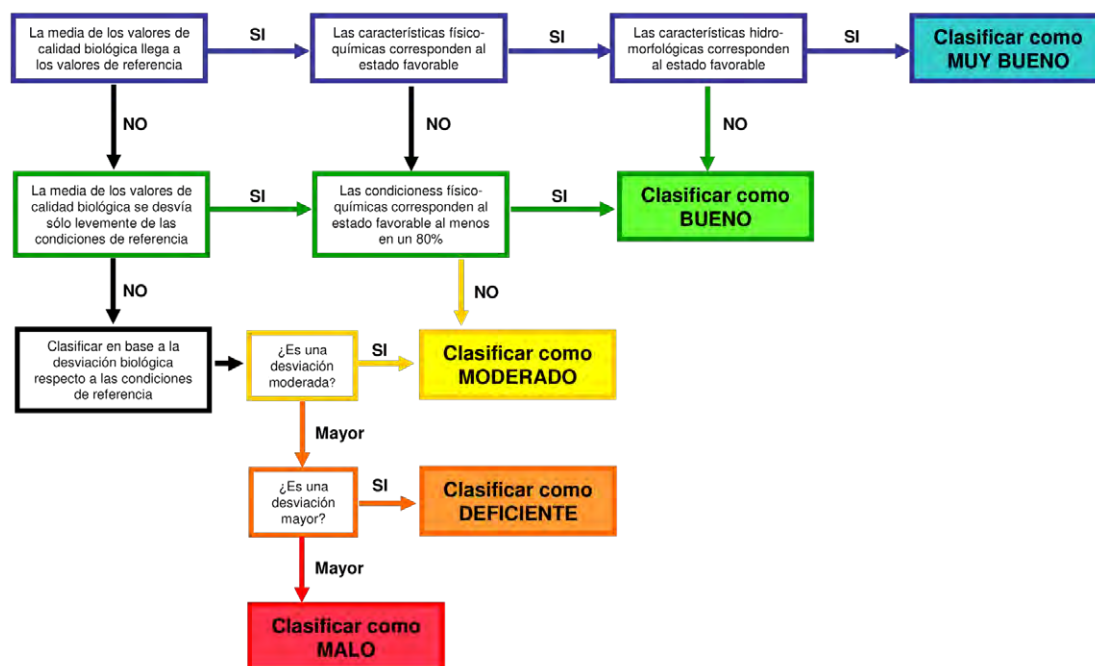 La media de los valores de
calidad biológica llega a
los valores de referencia
SI
Las características físico-
químicas corresponden al
estado favorable
SI
Las características hidro-
morfológicas corresponden
al estado favorable
SI
Clasificar como
MUY BUENO
NO
NO
NO
La media de los valores de
calidad biológica se desvía
sólo levemente de las
condiciones de referencia
SI
Las condicioness físico-
químicas corresponden al
estado favorable al menos
en un 80%
SI
Clasificar como
BUENO
NO
NO
Clasificar en base a la
desviación biológica
respecto a las condiciones
de referencia
¿Es una
desviación
moderada?
SI
Clasificar como
MODERADO
Mayor
¿Es una
desviación
mayor?
SI
Clasificar como
DEFICIENTE
Mayor
Clasificar como
MALO